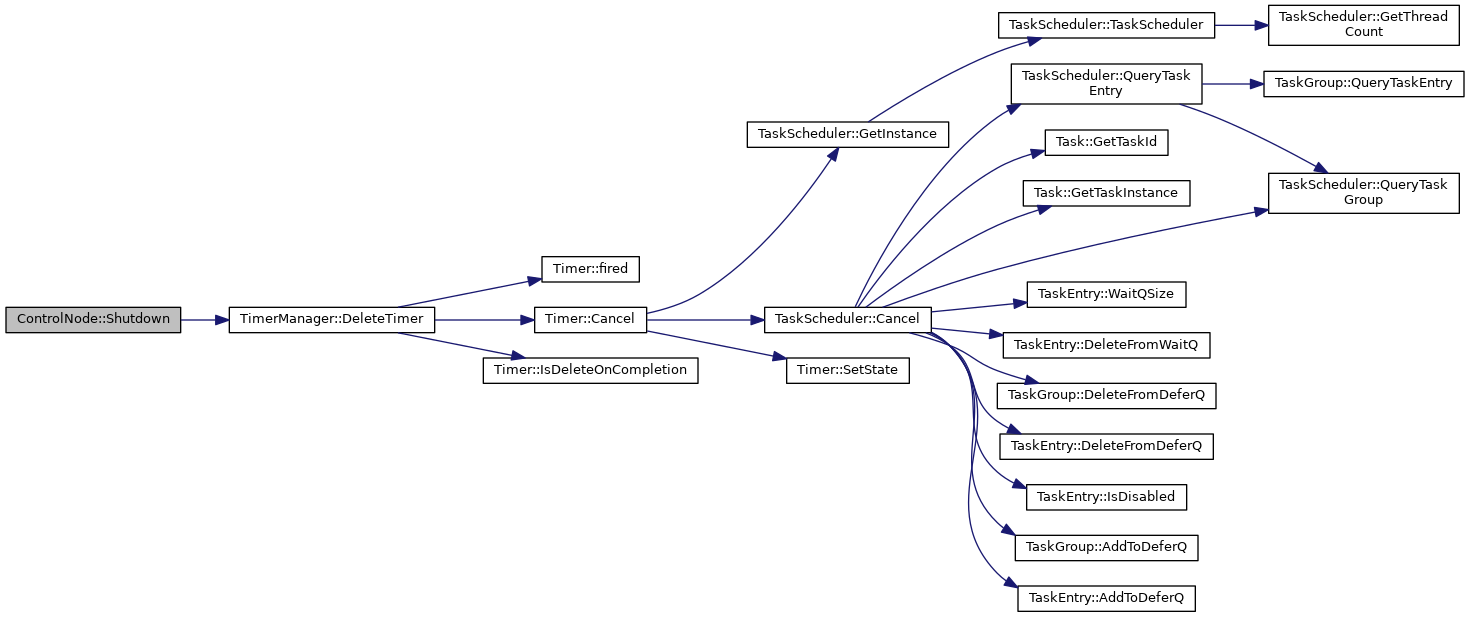 ControlNode::Shutdown
TimerManager::DeleteTimer
Timer::fired
Timer::Cancel
Timer::IsDeleteOnCompletion
TaskScheduler::GetInstance
TaskScheduler::Cancel
Timer::SetState
TaskScheduler::TaskScheduler
TaskScheduler::QueryTask
Entry
Task::GetTaskId
Task::GetTaskInstance
TaskEntry::WaitQSize
TaskEntry::DeleteFromWaitQ
TaskGroup::DeleteFromDeferQ
TaskEntry::DeleteFromDeferQ
TaskEntry::IsDisabled
TaskGroup::AddToDeferQ
TaskEntry::AddToDeferQ
TaskScheduler::GetThread
Count
TaskGroup::QueryTaskEntry
TaskScheduler::QueryTask
Group